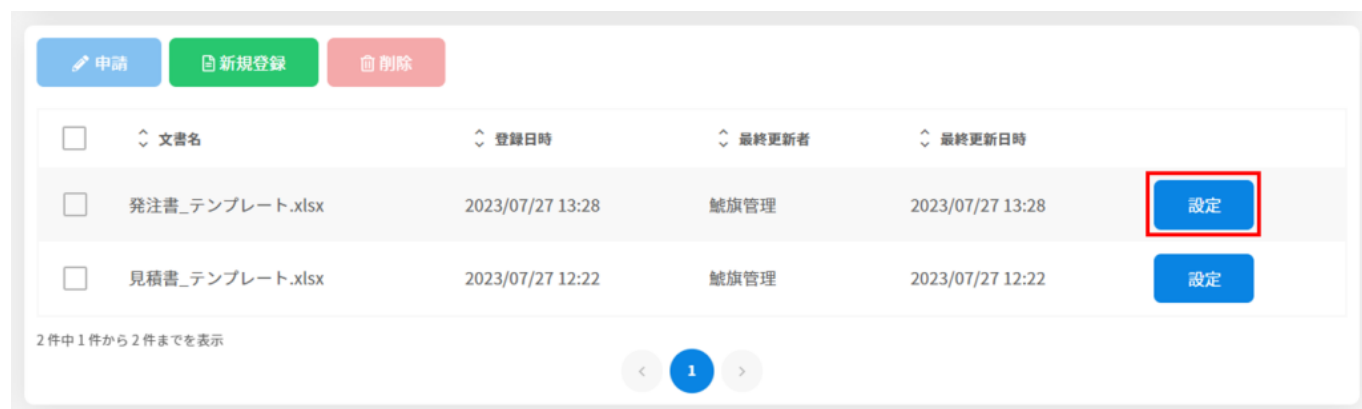 申請 新規登録 削除
文書名 登録日時 最終更新者 最終更新日時
発注書_テンプレート.xlsx 2023/07/27 13:28 鯱旗管理 2023/07/27 13:28 設定
見積書_テンプレート.xlsx 2023/07/27 12:22 鯱旗管理 2023/07/27 12:22 設定
2件中1件から2件までを表示
1